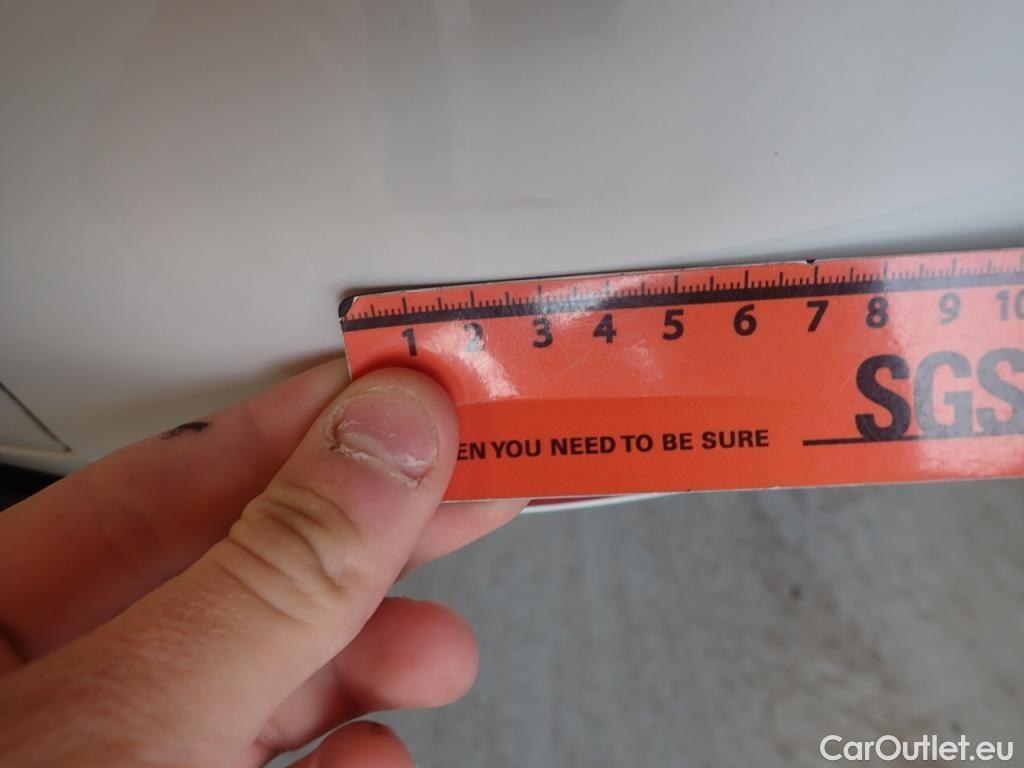 1 2 3 4 5 6 7 8 9 10
SGS
EN YOU NEED TO BE SURE
CarOutlet.eu